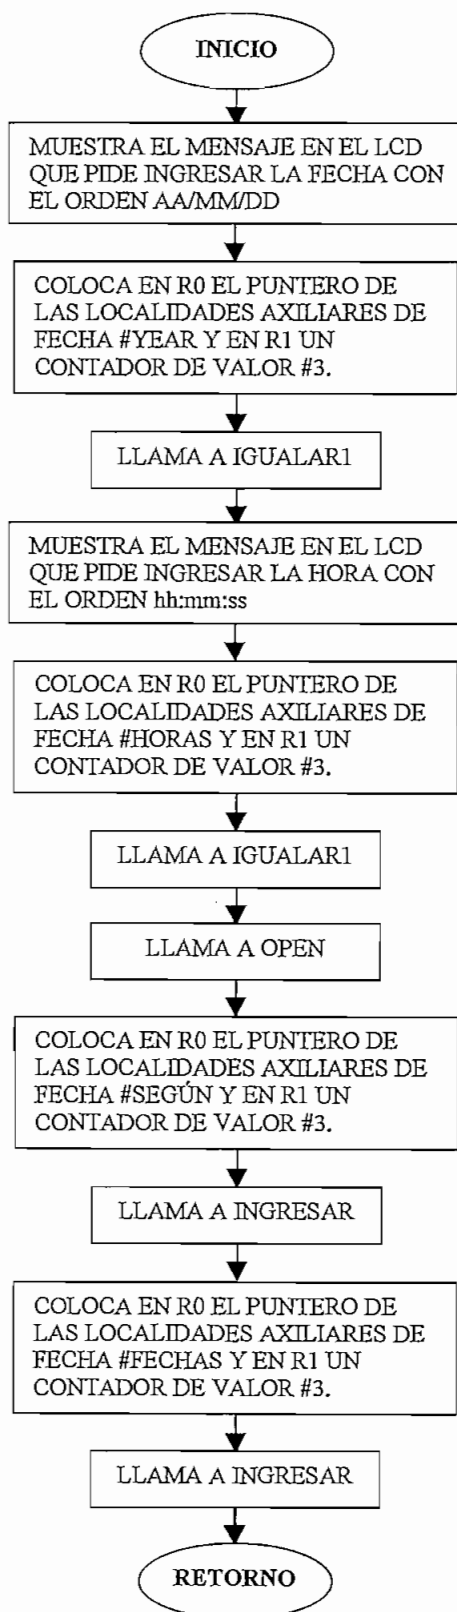 INICIO
MUESTRA EL MENSAJE EN EL LCD
QUE PIDE INGRESAR LA FECHA CON
EL ORDEN AA/MM/DD
COLOCA EN R0 EL PUNTERO DE
LAS LOCALIDADES AXILIARES DE
FECHA #YEAR Y EN R1 UN
CONTADOR DE VALOR #3.
LLAMA A IGUALAR1
MUESTRA EL MENSAJE EN EL LCD
QUE PIDE INGRESAR LA HORA CON
EL ORDEN hh:mm:ss
COLOCA EN R0 EL PUNTERO DE
LAS LOCALIDADES AXILIARES DE
FECHA #HORAS Y EN R1 UN
CONTADOR DE VALOR #3.
LLAMA A IGUALAR1
LLAMA A OPEN
COLOCA EN R0 EL PUNTERO DE
LAS LOCALIDADES AXILIARES DE
FECHA #SEGÚN Y EN R1 UN
CONTADOR DE VALOR #3.
LLAMA A INGRESAR
COLOCA EN R0 EL PUNTERO DE
LAS LOCALIDADES AXILIARES DE
FECHA #FECHAS Y EN R1 UN
CONTADOR DE VALOR #3.
LLAMA A INGRESAR
RETORNO